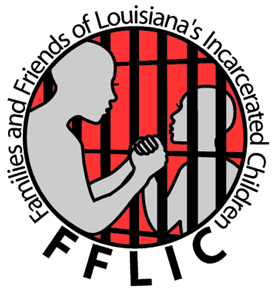 Families and Friends of Louisiana's Incarcerated Children
FFLIC